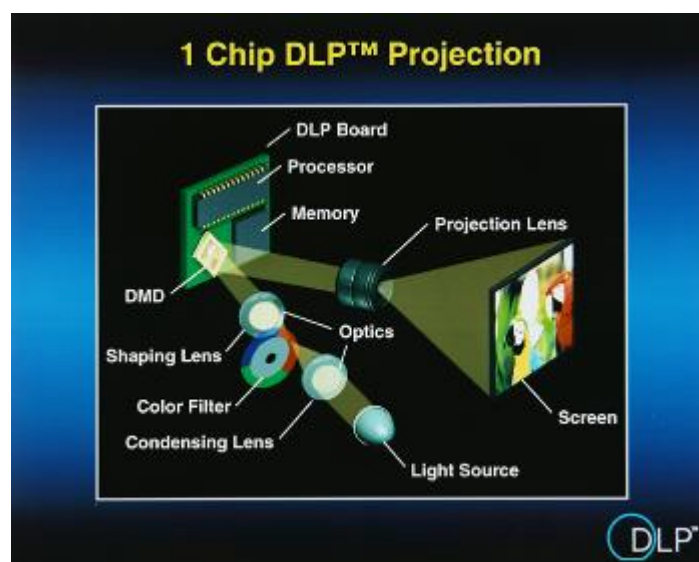 1 Chip DLP™ Projection
DLP Board
Processor
Memory
Projection Lens
DMD
Optics
Shaping Lens
Color Filter
Condensing Lens
Screen
Light Source
DLP™